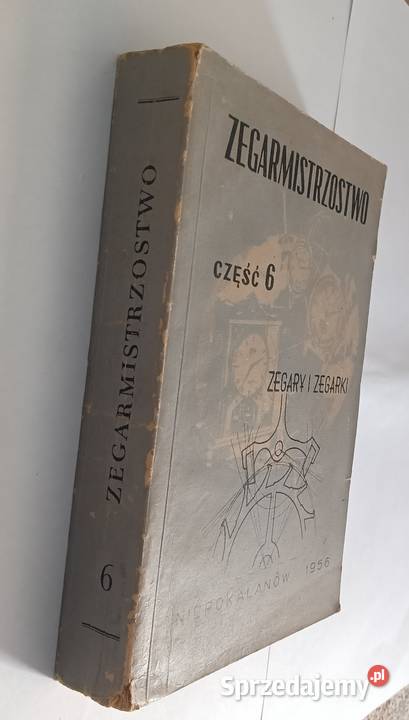 ZEGARMISTRZOSTWO
6
ZEGARMISTRZOSTWO
CZĘŚĆ 6
ZEGARY I ZEGARKI
NIEPOKALANÓW 1956
Sprzedajemy.pl